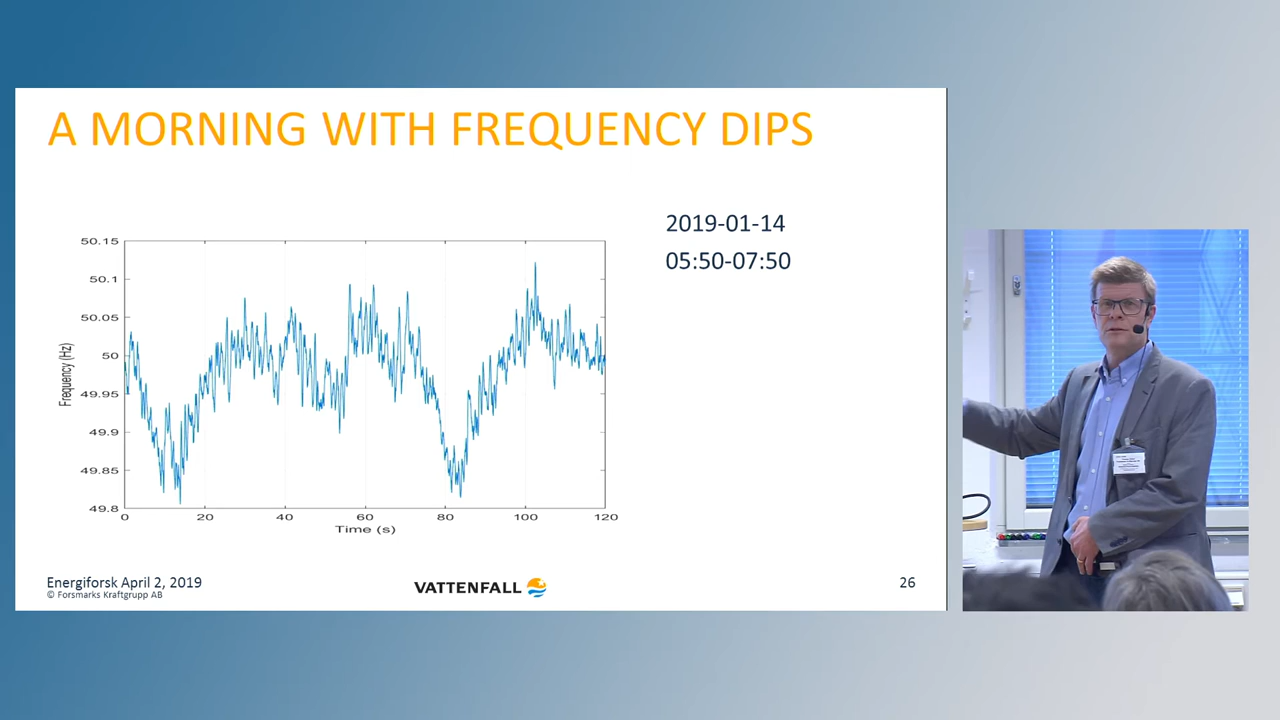 A MORNING WITH FREQUENCY DIPS
2019-01-14
05:50-07:50
50.15
50.1
50.05
50
49.95
49.9
49.85
49.8
Frequency (Hz)
0 20 40 60 80 100 120
Time (s)
Energiforsk April 2, 2019
© Forsmarks Kraftgrupp AB
VATTENFALL
26